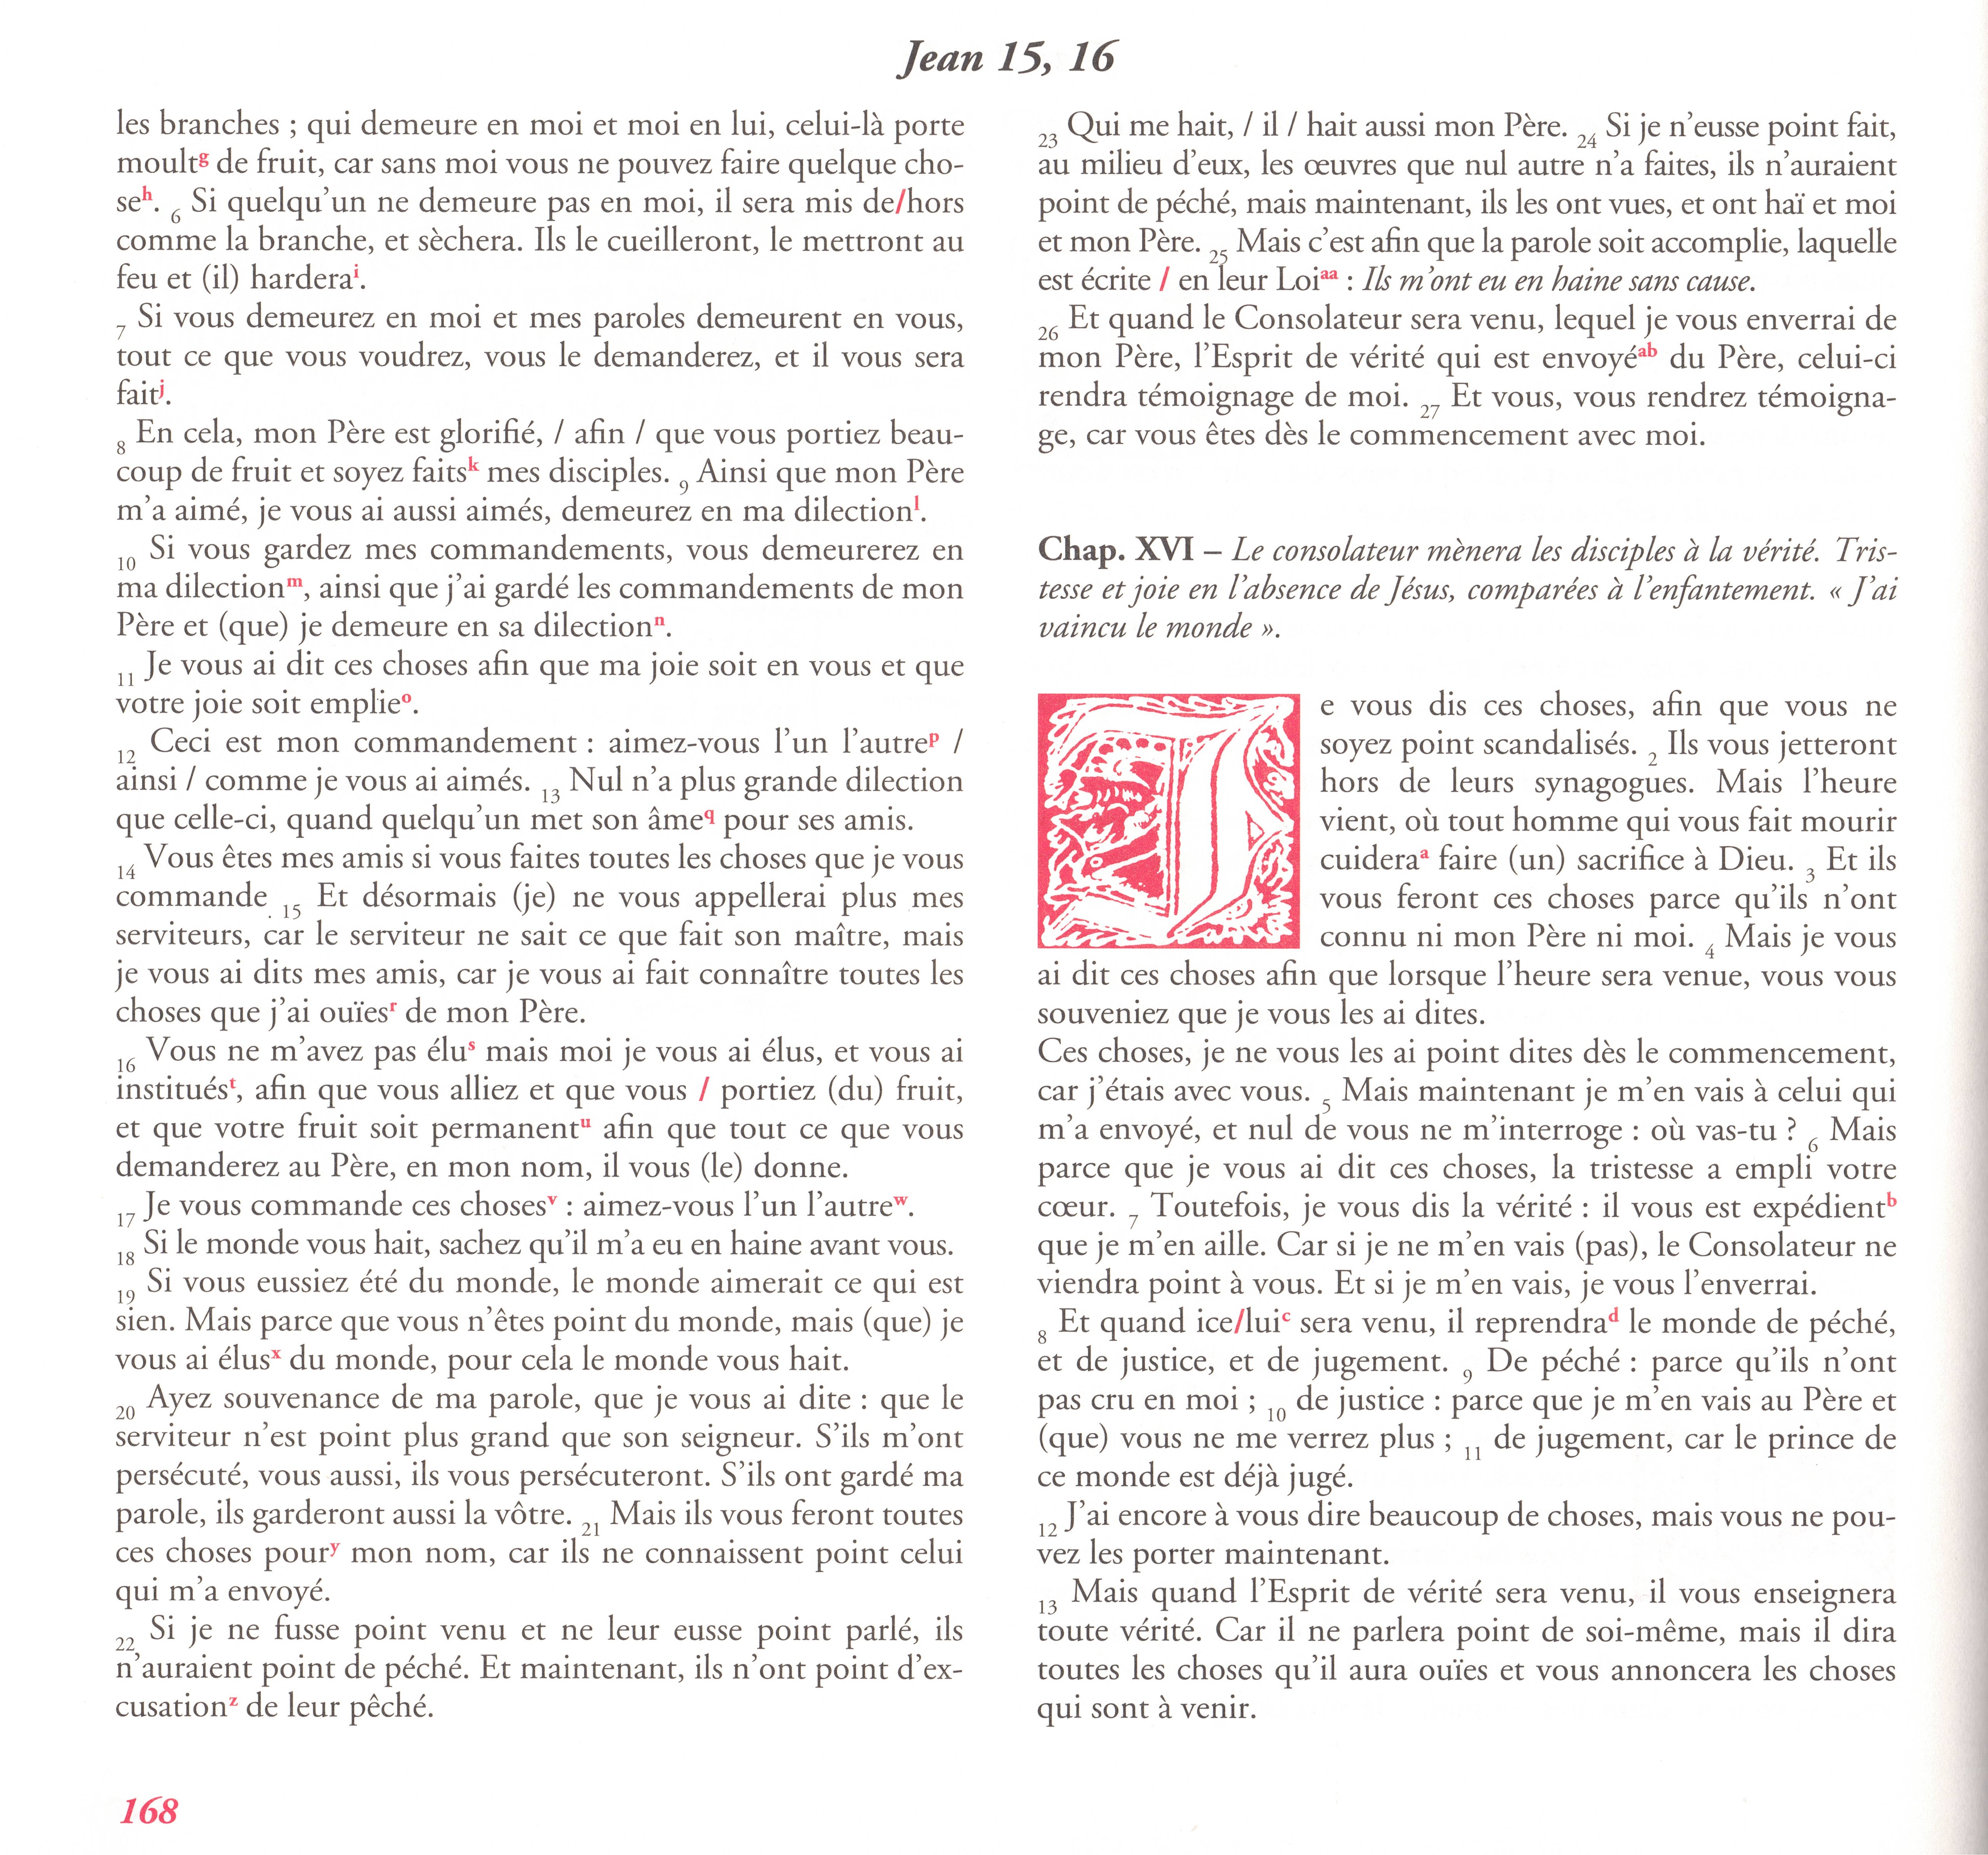 Jean 15, 16
les branches ; qui demeure en moi et moi en lui, celui-là porte
moultg de fruit, car sans moi vous ne pouvez faire quelque cho-
seh. 6 Si quelqu'un ne demeure pas en moi, il sera mis de/hors
comme la branche, et sèchera. Ils le cueilleront, le mettront au
feu et (il) harderai.
7 Si vous demeurez en moi et mes paroles demeurent en vous,
tout ce que vous voudrez, vous le demanderez, et il vous sera
faitj.
8 En cela, mon Père est glorifié, / afin / que vous portiez beau-
coup de fruit et soyez faitsk mes disciples. 9 Ainsi que mon Père
m'a aimé, je vous ai aussi aimés, demeurez en ma dilectionl.
10 Si vous gardez mes commandements, vous demeurerez en
ma dilectionm, ainsi que j'ai gardé les commandements de mon
Père et (que) je demeure en sa dilectionn.
11 Je vous ai dit ces choses afin que ma joie soit en vous et que
votre joie soit emplieo.
12 Ceci est mon commandement : aimez-vous l'un l'autrep /
ainsi / comme je vous ai aimés. 13 Nul n'a plus grande dilection
que celle-ci, quand quelqu'un met son âmeq pour ses amis.
14 Vous êtes mes amis si vous faites toutes les choses que je vous
commande . 15 Et désormais (je) ne vous appellerai plus mes
serviteurs, car le serviteur ne sait ce que fait son maître, mais
je vous ai dits mes amis, car je vous ai fait connaître toutes les
choses que j'ai ouïesr de mon Père.
16 Vous ne m'avez pas élus mais moi je vous ai élus, et vous ai
instituést, afin que vous alliez et que vous / portiez (du) fruit,
et que votre fruit soit permanentu afin que tout ce que vous
demanderez au Père, en mon nom, il vous (le) donne.
17 Je vous commande ces chosesv : aimez-vous l'un l'autrew.
18 Si le monde vous hait, sachez qu'il m'a eu en haine avant vous.
19 Si vous eussiez été du monde, le monde aimerait ce qui est
sien. Mais parce que vous n'êtes point du monde, mais (que) je
vous ai élusx du monde, pour cela le monde vous hait.
20 Ayez souvenance de ma parole, que je vous ai dite : que le
serviteur n'est point plus grand que son seigneur. S'ils m'ont
persécuté, vous aussi, ils vous persécuteront. S'ils ont gardé ma
parole, ils garderont aussi la vôtre. 21 Mais ils vous feront toutes
ces choses poury mon nom, car ils ne connaissent point celui
qui m'a envoyé.
22 Si je ne fusse point venu et ne leur eusse point parlé, ils
n'auraient point de péché. Et maintenant, ils n'ont point d'ex-
cusationz de leur pêché.
168
23 Qui me hait, / il / hait aussi mon Père. 24 Si je n'eusse point fait,
au milieu d'eux, les œuvres que nul autre n'a faites, ils n'auraient
point de péché, mais maintenant, ils les ont vues, et ont haï et moi
et mon Père. 25 Mais c'est afin que la parole soit accomplie, laquelle
est écrite / en leur Loiaa : Ils m'ont eu en haine sans cause.
26 Et quand le Consolateur sera venu, lequel je vous enverrai de
mon Père, l'Esprit de vérité qui est envoyéab du Père, celui-ci
rendra témoignage de moi. 27 Et vous, vous rendrez témoigna-
ge, car vous êtes dès le commencement avec moi.
Chap. XVI – Le consolateur mènera les disciples à la vérité. Tris-
tesse et joie en l'absence de Jésus, comparées à l'enfantement. « J'ai
vaincu le monde ».
Je vous dis ces choses, afin que vous ne
soyez point scandalisés. 2 Ils vous jetteront
hors de leurs synagogues. Mais l'heure
vient, où tout homme qui vous fait mourir
cuideraa faire (un) sacrifice à Dieu. 3 Et ils
vous feront ces choses parce qu'ils n'ont
connu ni mon Père ni moi. 4 Mais je vous
ai dit ces choses afin que lorsque l'heure sera venue, vous vous
souveniez que je vous les ai dites.
Ces choses, je ne vous les ai point dites dès le commencement,
car j'étais avec vous. 5 Mais maintenant je m'en vais à celui qui
m'a envoyé, et nul de vous ne m'interroge : où vas-tu ? 6 Mais
parce que je vous ai dit ces choses, la tristesse a empli votre
cœur. 7 Toutefois, je vous dis la vérité : il vous est expédientb
que je m'en aille. Car si je ne m'en vais (pas), le Consolateur ne
viendra point à vous. Et si je m'en vais, je vous l'enverrai.
8 Et quand ice/luic sera venu, il reprendrad le monde de péché,
et de justice, et de jugement. 9 De péché : parce qu'ils n'ont
pas cru en moi ; 10 de justice : parce que je m'en vais au Père et
(que) vous ne me verrez plus ; 11 de jugement, car le prince de
ce monde est déjà jugé.
12 J'ai encore à vous dire beaucoup de choses, mais vous ne pou-
vez les porter maintenant.
13 Mais quand l'Esprit de vérité sera venu, il vous enseignera
toute vérité. Car il ne parlera point de soi-même, mais il dira
toutes les choses qu'il aura ouïes et vous annoncera les choses
qui sont à venir.